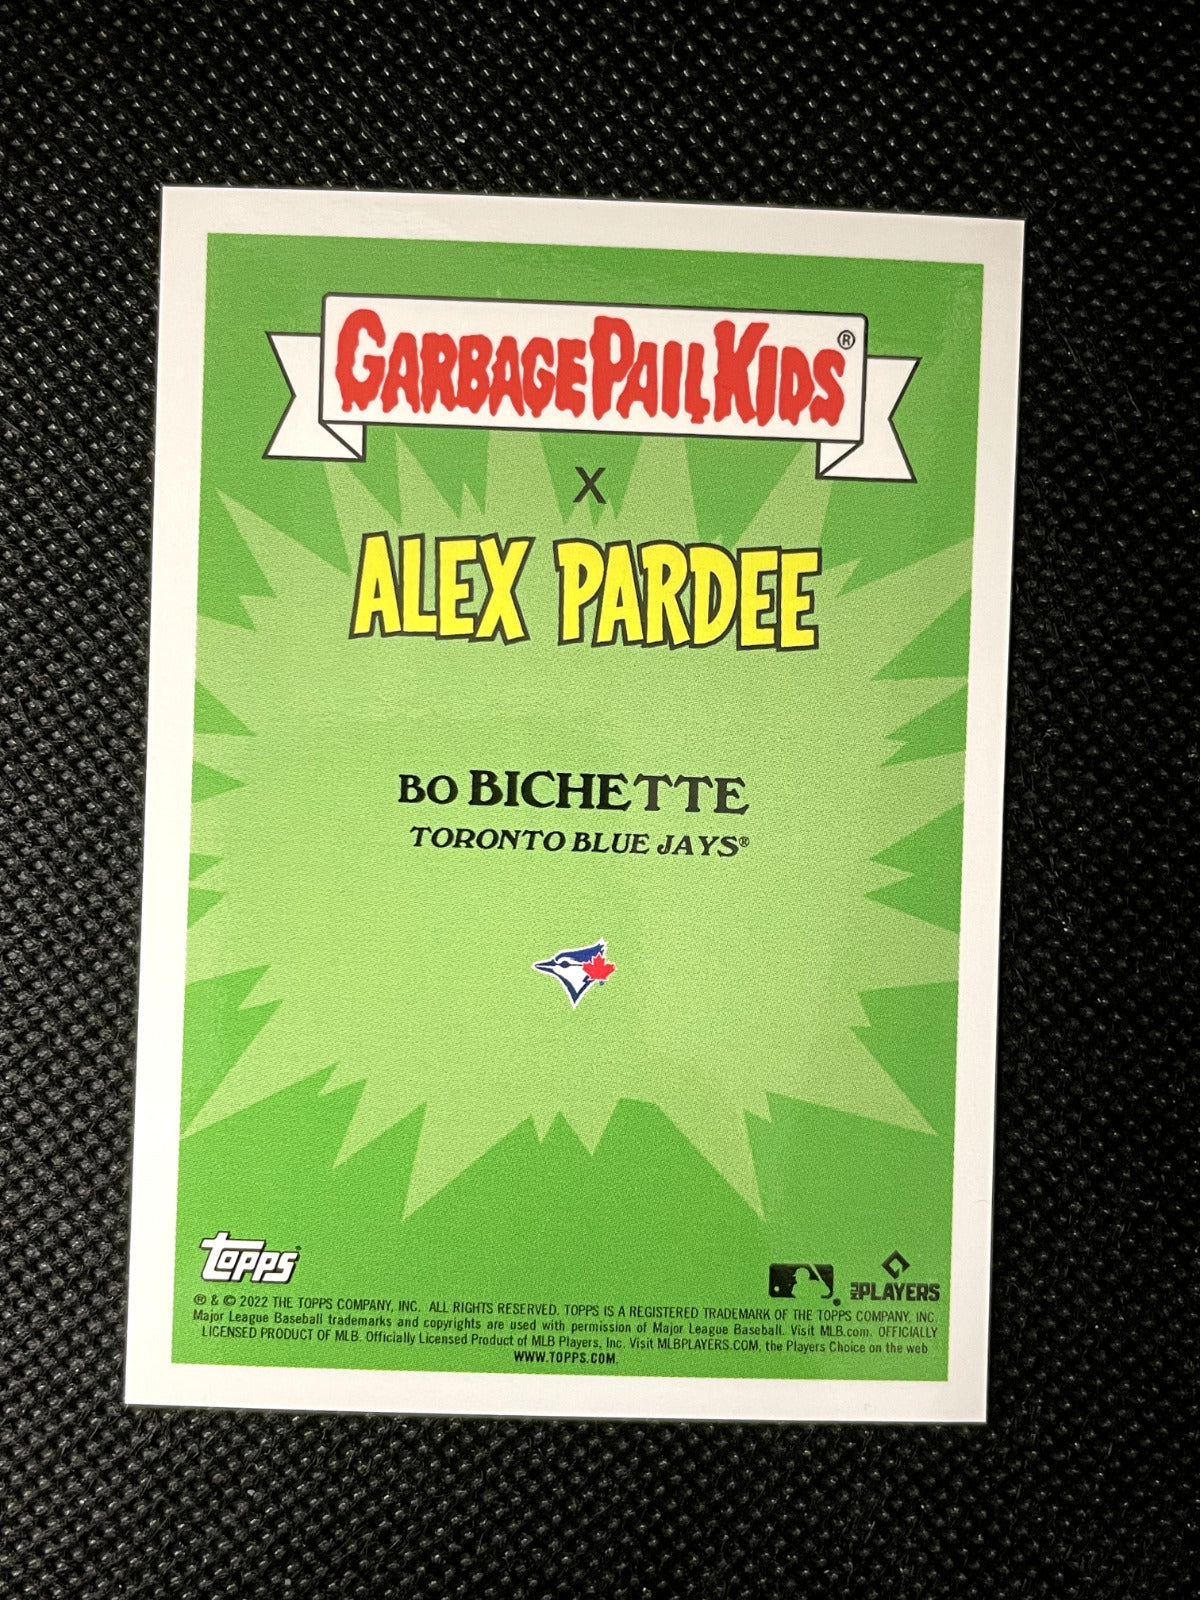 GARBAGE PAIL KIDS®
X
ALEX PARDEE
BO BICHETTE
TORONTO BLUE JAYS®
topps
MLB PLAYERS
® & © 2022 THE TOPPS COMPANY, INC. ALL RIGHTS RESERVED. TOPPS IS A REGISTERED TRADEMARK OF THE TOPPS COMPANY, INC.
Major League Baseball trademarks and copyrights are used with permission of Major League Baseball. Visit MLB.com. OFFICIALLY
LICENSED PRODUCT OF MLB. Officially Licensed Product of MLB Players, Inc. Visit MLBPLAYERS.COM, the Players Choice on the web
WWW.TOPPS.COM.